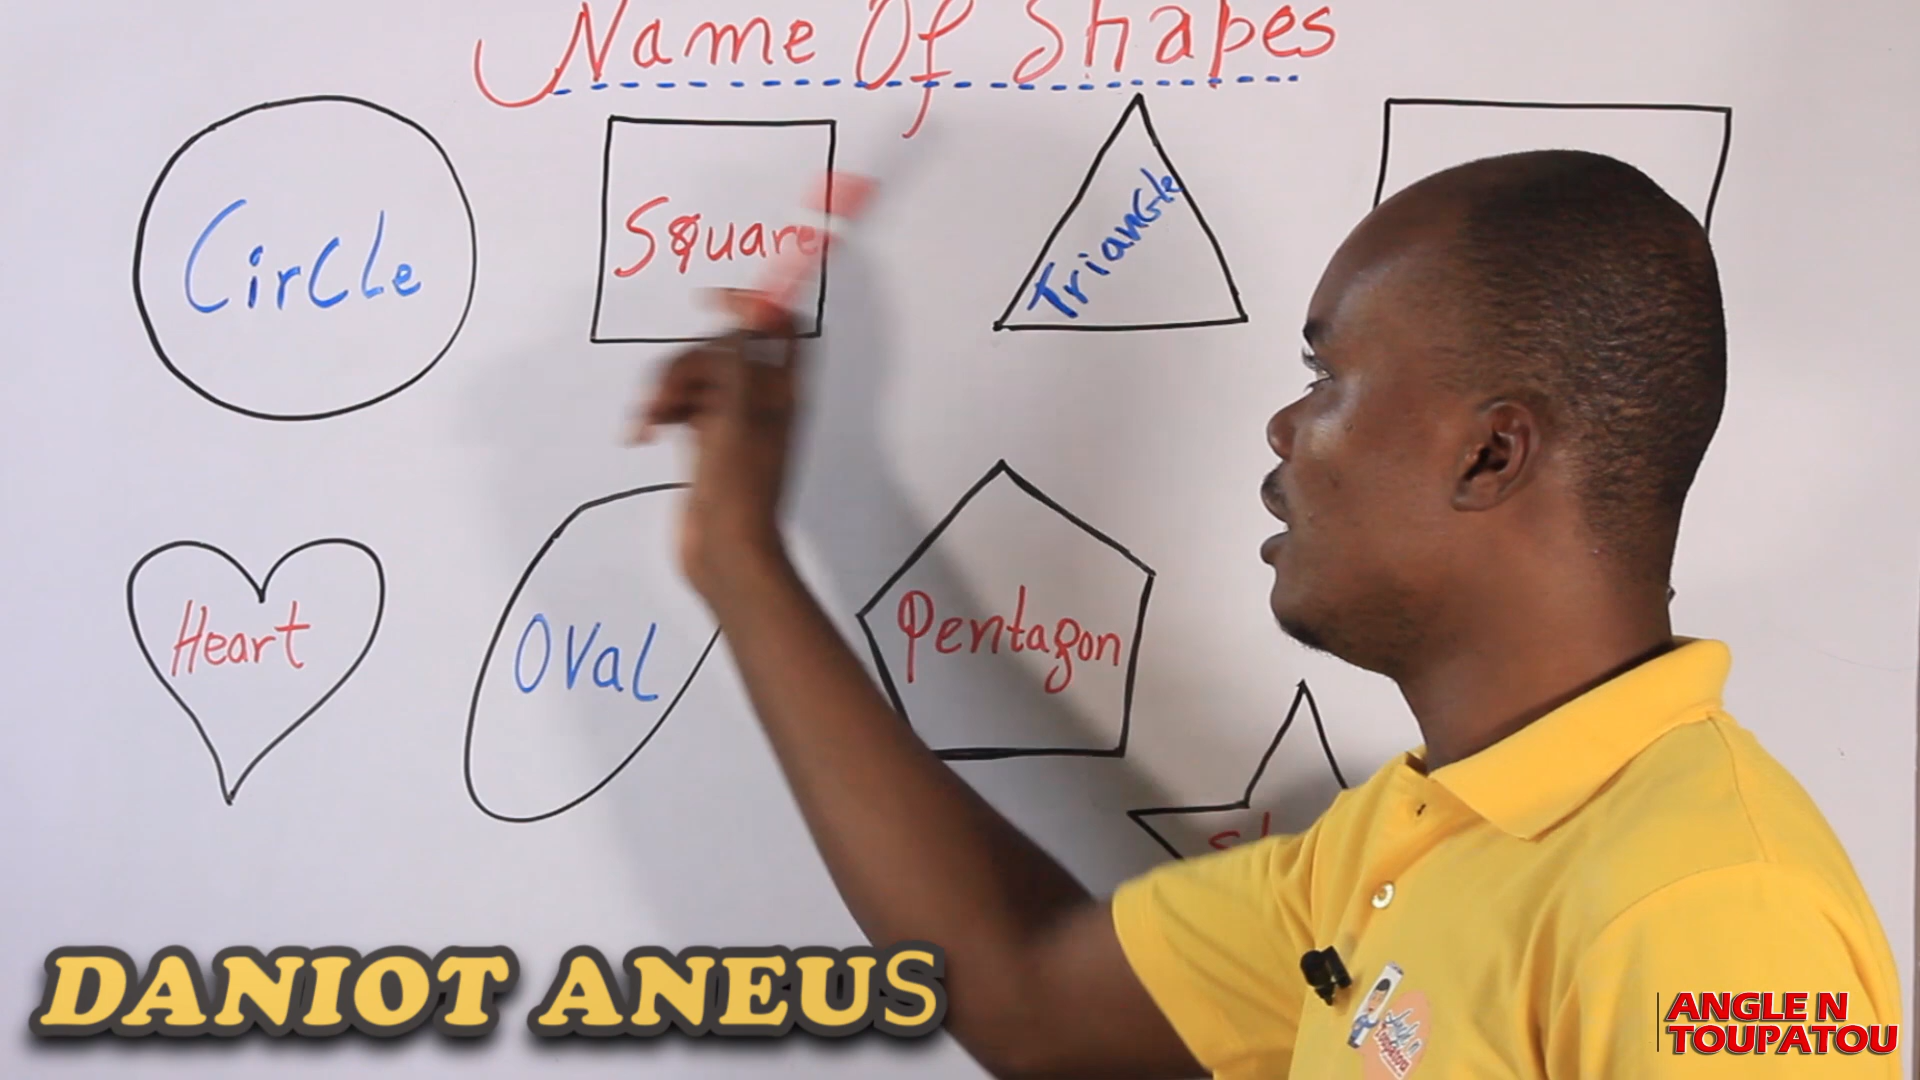 Name Of Shapes
Circle
Square
Triangle
Heart
Oval
Pentagon
DANIOT ANEUS
ANGLE N
TOUPATOU